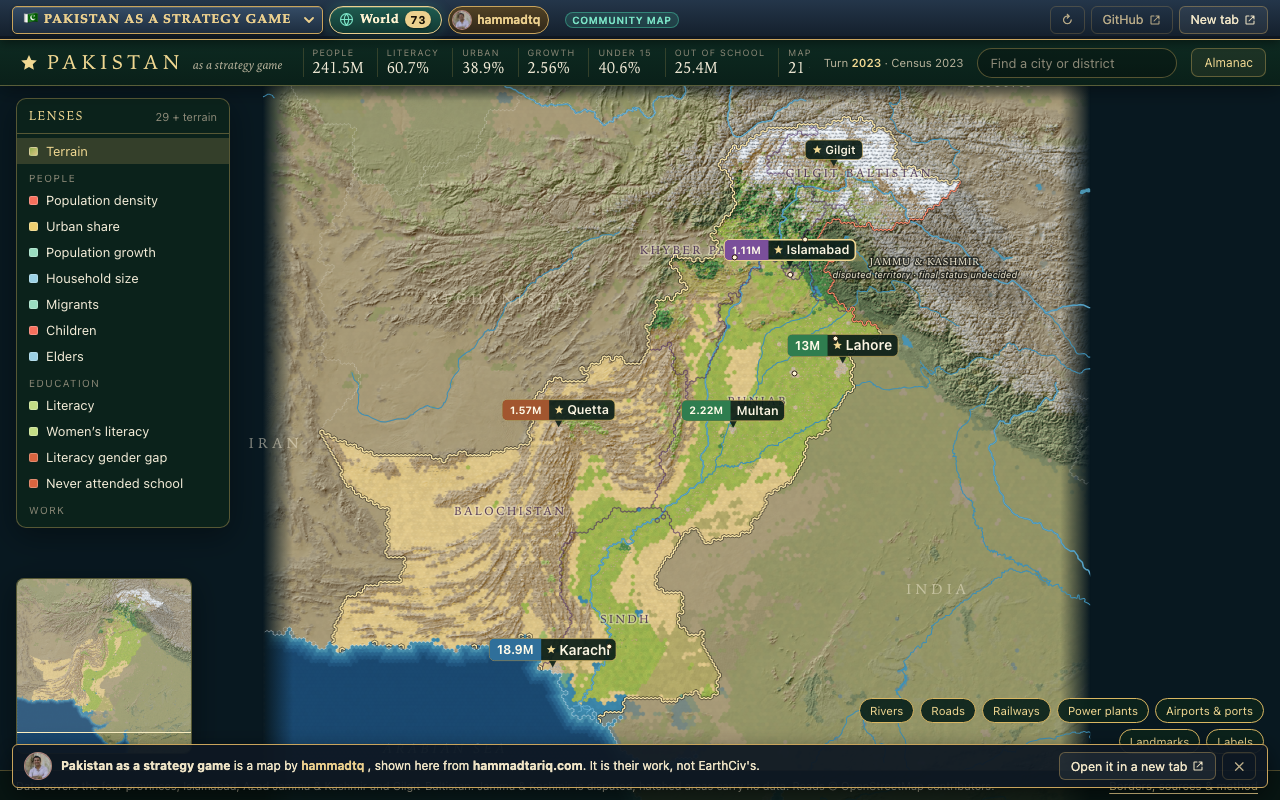 PAKISTAN AS A STRATEGY GAME
World 73
hammadtq
COMMUNITY MAP
GitHub
New tab
PAKISTAN as a strategy game
PEOPLE 241.5M
LITERACY 60.7%
URBAN 38.9%
GROWTH 2.56%
UNDER 15 40.6%
OUT OF SCHOOL 25.4M
MAP 21
Turn 2023 · Census 2023
Find a city or district
Almanac
LENSES
29 + terrain
Terrain
PEOPLE
Population density
Urban share
Population growth
Household size
Migrants
Children
Elders
EDUCATION
Literacy
Women's literacy
Literacy gender gap
Never attended school
WORK
Gilgit
GILGIT-BALTISTAN
KHYBER PA
1.11M Islamabad
JAMMU & KASHMIR
disputed territory · final status undecided
AFGHANISTAN
13M Lahore
PUNJAB
1.57M Quetta
2.22M Multan
IRAN
BALOCHISTAN
INDIA
SINDH
18.9M Karachi
Rivers
Roads
Railways
Power plants
Airports & ports
Landmarks
Labels
Pakistan as a strategy game is a map by hammadtq , shown here from hammadtariq.com. It is their work, not EarthCiv's.
Open it in a new tab